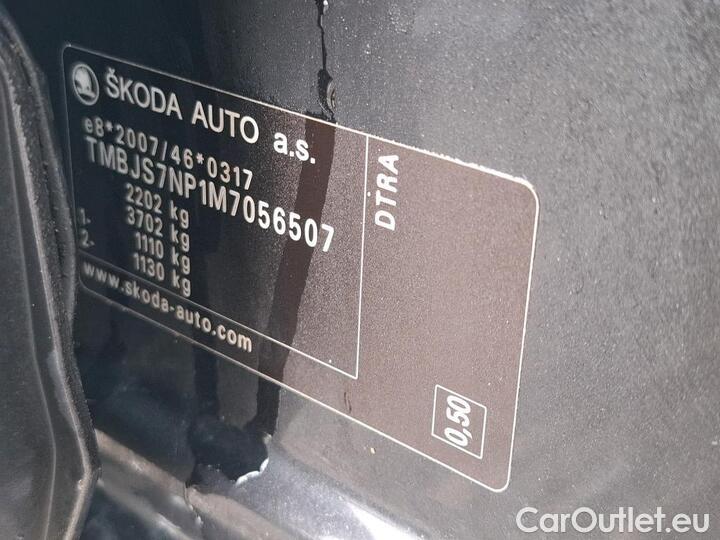 ŠKODA AUTO a.s.
e8*2007/46*0317
TMBJS7NP1M7056507
2202 kg
3702 kg
1- 1110 kg
2- 1130 kg
www.skoda-auto.com
DTRA
0,50
CarOutlet.eu